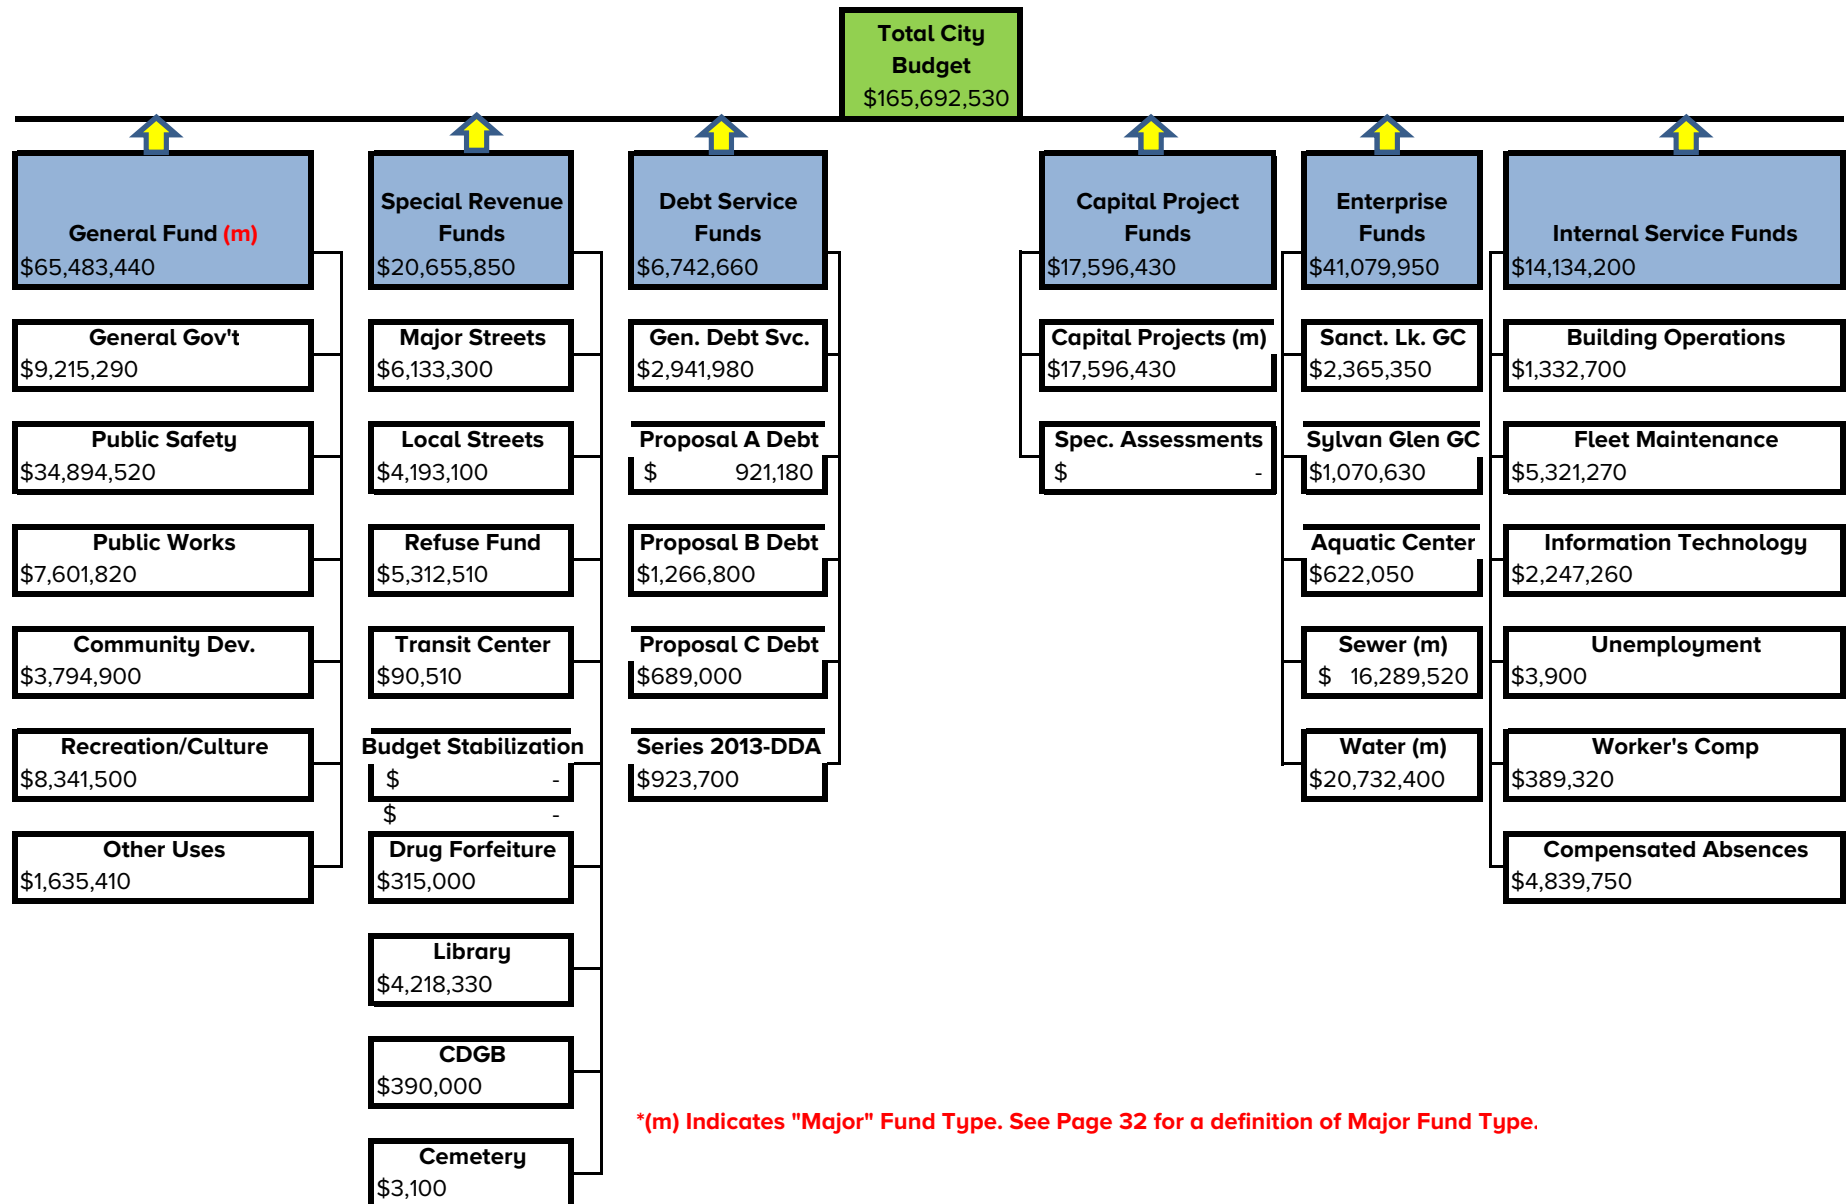 Total City
Budget
$165,692,530
General Fund (m)
$65,483,440
General Gov't
$9,215,290
Public Safety
$34,894,520
Public Works
$7,601,820
Community Dev.
$3,794,900
Recreation/Culture
$8,341,500
Other Uses
$1,635,410
Special Revenue
Funds
$20,655,850
Major Streets
$6,133,300
Local Streets
$4,193,100
Refuse Fund
$5,312,510
Transit Center
$90,510
Budget Stabilization
$ -
$ -
Drug Forfeiture
$315,000
Library
$4,218,330
CDGB
$390,000
Cemetery
$3,100
Debt Service
Funds
$6,742,660
Gen. Debt Svc.
$2,941,980
Proposal A Debt
$ 921,180
Proposal B Debt
$1,266,800
Proposal C Debt
$689,000
Series 2013-DDA
$923,700
Capital Project
Funds
$17,596,430
Capital Projects (m)
$17,596,430
Spec. Assessments
$ -
Enterprise
Funds
$41,079,950
Sanct. Lk. GC
$2,365,350
Sylvan Glen GC
$1,070,630
Aquatic Center
$622,050
Sewer (m)
$ 16,289,520
Water (m)
$20,732,400
Internal Service Funds
$14,134,200
Building Operations
$1,332,700
Fleet Maintenance
$5,321,270
Information Technology
$2,247,260
Unemployment
$3,900
Worker's Comp
$389,320
Compensated Absences
$4,839,750
*(m) Indicates "Major" Fund Type. See Page 32 for a definition of Major Fund Type.